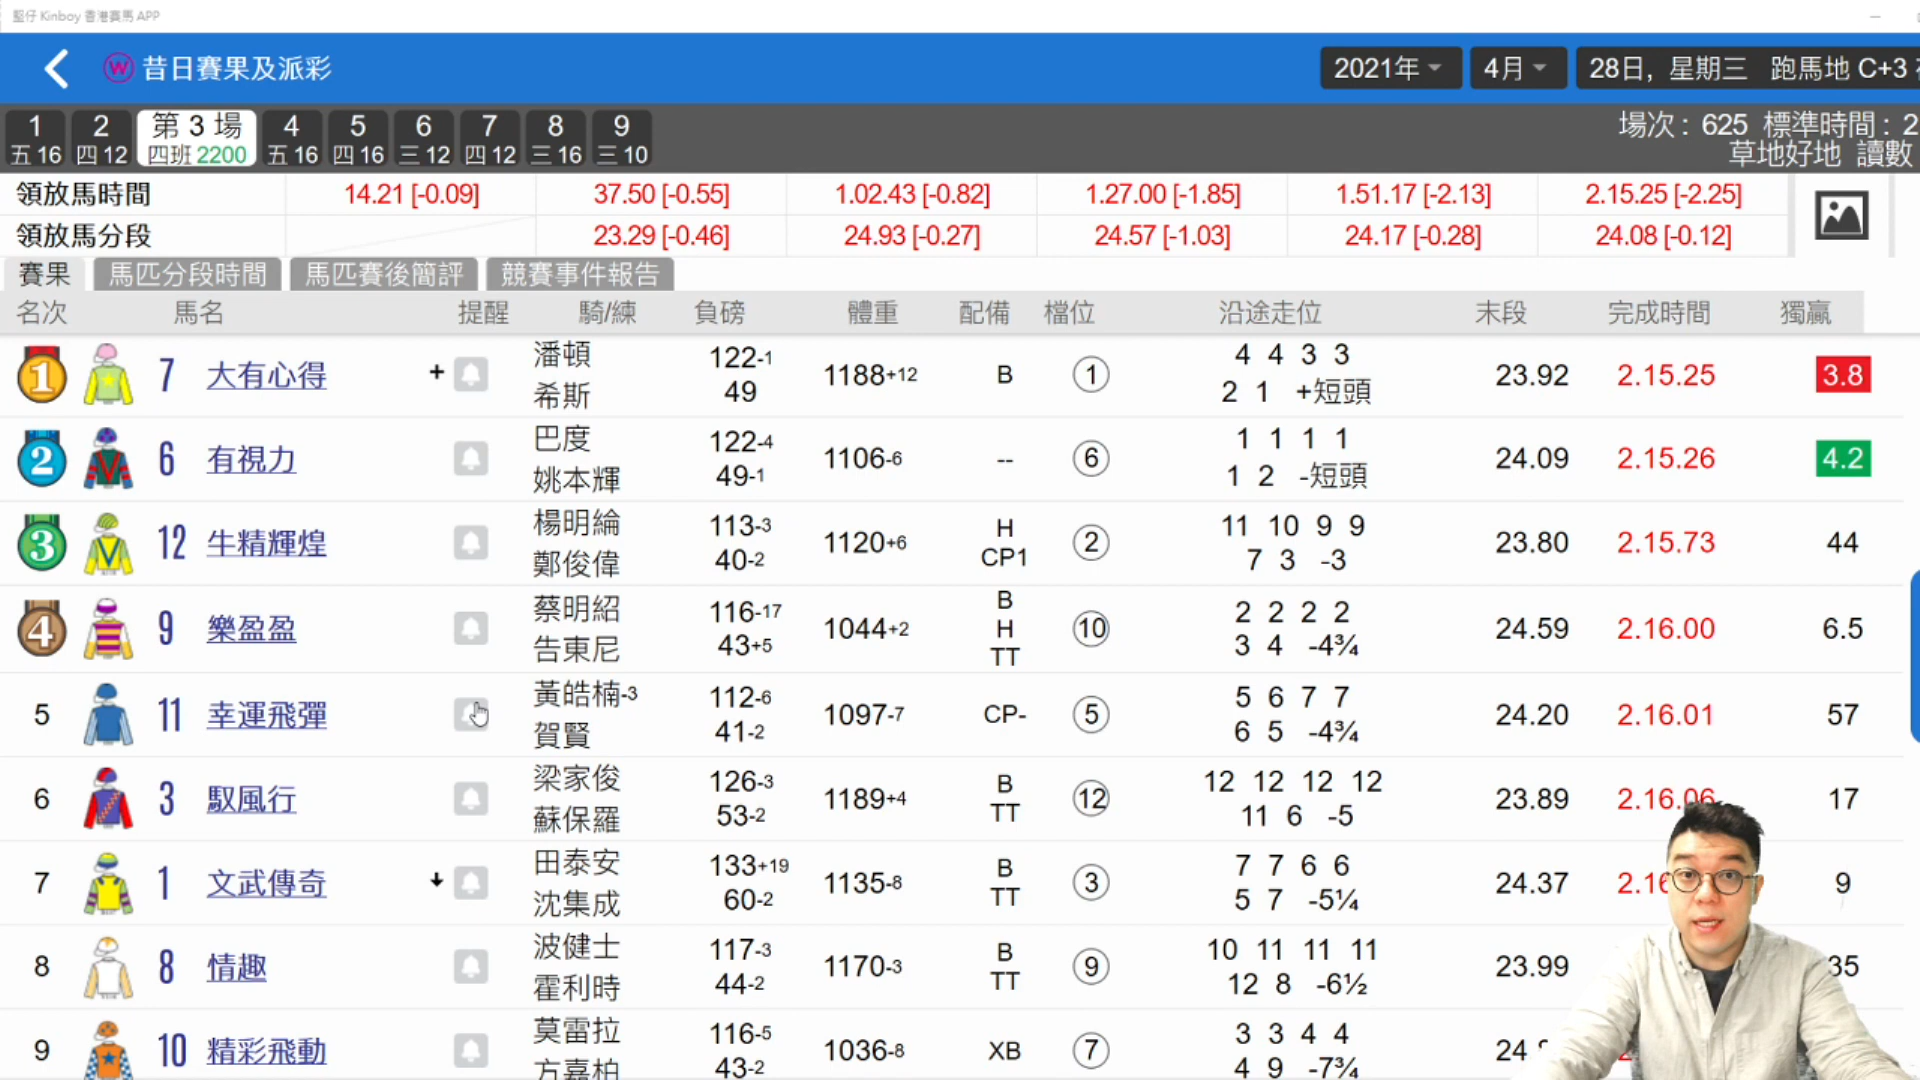 堅仔 Kinboy 香港賽馬 APP
昔日賽果及派彩 2021年 4月 28日, 星期三 跑馬地 C+3
1 2 第 3 場 4 5 6 7 8 9
五 16 四 12 四班 2200 五 16 四 16 三 12 四 12 三 16 三 10
場次 : 625 標準時間 : 2
草地好地 讀數
領放馬時間 14.21 [-0.09] 37.50 [-0.55] 1.02.43 [-0.82] 1.27.00 [-1.85] 1.51.17 [-2.13] 2.15.25 [-2.25]
領放馬分段 23.29 [-0.46] 24.93 [-0.27] 24.57 [-1.03] 24.17 [-0.28] 24.08 [-0.12]
賽果 馬匹分段時間 馬匹賽後簡評 競賽事件報告
名次 馬名 提醒 騎/練 負磅 體重 配備 檔位 沿途走位 末段 完成時間 獨贏
潘頓 122-1 4 4 3 3
1 7 大有心得 + 1188+12 B 1 23.92 2.15.25 3.8
希斯 49 2 1 +短頭
巴度 122-4 1 1 1 1
2 6 有視力 1106-6 -- 6 24.09 2.15.26 4.2
姚本輝 49-1 1 2 -短頭
楊明綸 113-3 H 11 10 9 9
3 12 牛精輝煌 1120+6 2 23.80 2.15.73 44
鄭俊偉 40-2 CP1 7 3 -3
蔡明紹 116-17 B 2 2 2 2
4 9 樂盈盈 1044+2 H 10 24.59 2.16.00 6.5
告東尼 43+5 TT 3 4 -4¾
黃皓楠-3 112-6 5 6 7 7
5 11 幸運飛彈 1097-7 CP- 5 24.20 2.16.01 57
賀賢 41-2 6 5 -4¾
梁家俊 126-3 B 12 12 12 12
6 3 馭風行 1189+4 12 23.89 2.16.06 17
蘇保羅 53-2 TT 11 6 -5
田泰安 133+19 B 7 7 6 6
7 1 文武傳奇 1135-8 3 24.37 2.16 9
沈集成 60-2 TT 5 7 -5¼
波健士 117-3 B 10 11 11 11
8 8 情趣 1170-3 9 23.99 35
霍利時 44-2 TT 12 8 -6½
莫雷拉 116-5 3 3 4 4
9 10 精彩飛動 1036-8 XB 7 24.
方嘉柏 43-2 4 9 -7¾